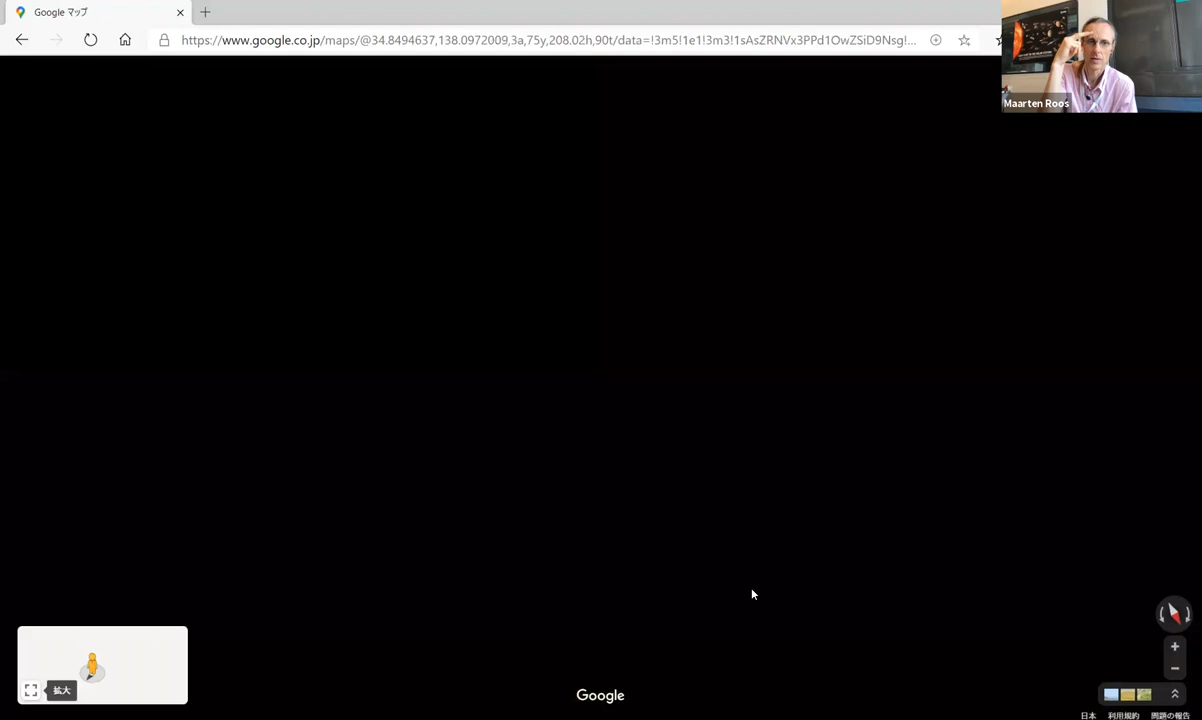 Google マップ
https://www.google.co.jp/maps/@34.8494637,138.0972009,3a,75y,208.02h,90t/data=!3m5!1e1!3m3!1sAsZRNVx3PPd1OwZSiD9Nsg!...
Maarten Roos
拡大
Google
日本 利用規約 問題の報告